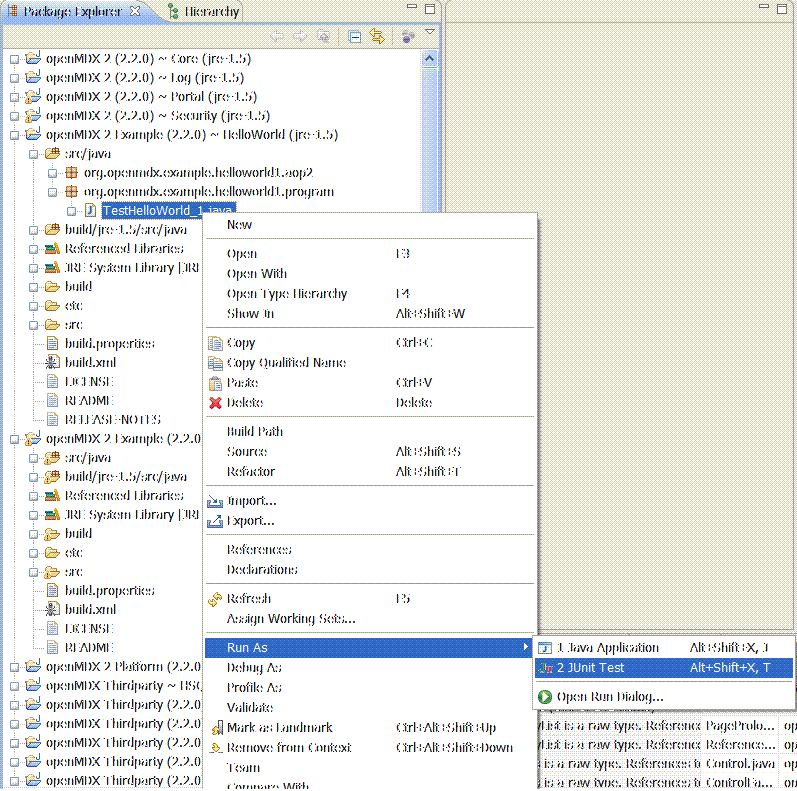 Package Explorer Hierarchy
openMDX 2 (2.2.0) ~ Core (jre-1.5)
openMDX 2 (2.2.0) ~ Log (jre-1.5)
openMDX 2 (2.2.0) ~ Portal (jre-1.5)
openMDX 2 (2.2.0) ~ Security (jre-1.5)
openMDX 2 Example (2.2.0) ~ HelloWorld (jre-1.5)
src/java
org.openmdx.example.helloworld1.aop2
org.openmdx.example.helloworld1.program
TestHelloWorld_1.java
build/jre-1.5/src/java
Referenced Libraries
JRE System Library [JRE
build
etc
src
build.properties
build.xml
LICENSE
README
RELEASE-NOTES
openMDX 2 Example (2.2.0
src/java
build/jre-1.5/src/java
Referenced Libraries
JRE System Library [JRE
build
etc
src
build.properties
build.xml
LICENSE
README
openMDX 2 Platform (2.2.0
openMDX Thirdparty ~ HSQ
openMDX Thirdparty (2.2.0
openMDX Thirdparty (2.2.0
openMDX Thirdparty (2.2.0
openMDX Thirdparty (2.2.0
openMDX Thirdparty (2.2.0
New
Open F3
Open With
Open Type Hierarchy F4
Show In Alt+Shift+W
Copy Ctrl+C
Copy Qualified Name
Paste Ctrl+V
Delete Delete
Build Path
Source Alt+Shift+S
Refactor Alt+Shift+T
Import...
Export...
References
Declarations
Refresh F5
Assign Working Sets...
Run As
Debug As
Profile As
Validate
Mark as Landmark Ctrl+Alt+Shift+Up
Remove from Context Ctrl+Alt+Shift+Down
Team
Compare With
1 Java Application Alt+Shift+X, J
2 JUnit Test Alt+Shift+X, T
Open Run Dialog...
yList is a raw type. Reference PageProlo... op
yList is a raw type. Reference Reference... op
is a raw type. References to Control.java op
is a raw type. References to ControlFa... op